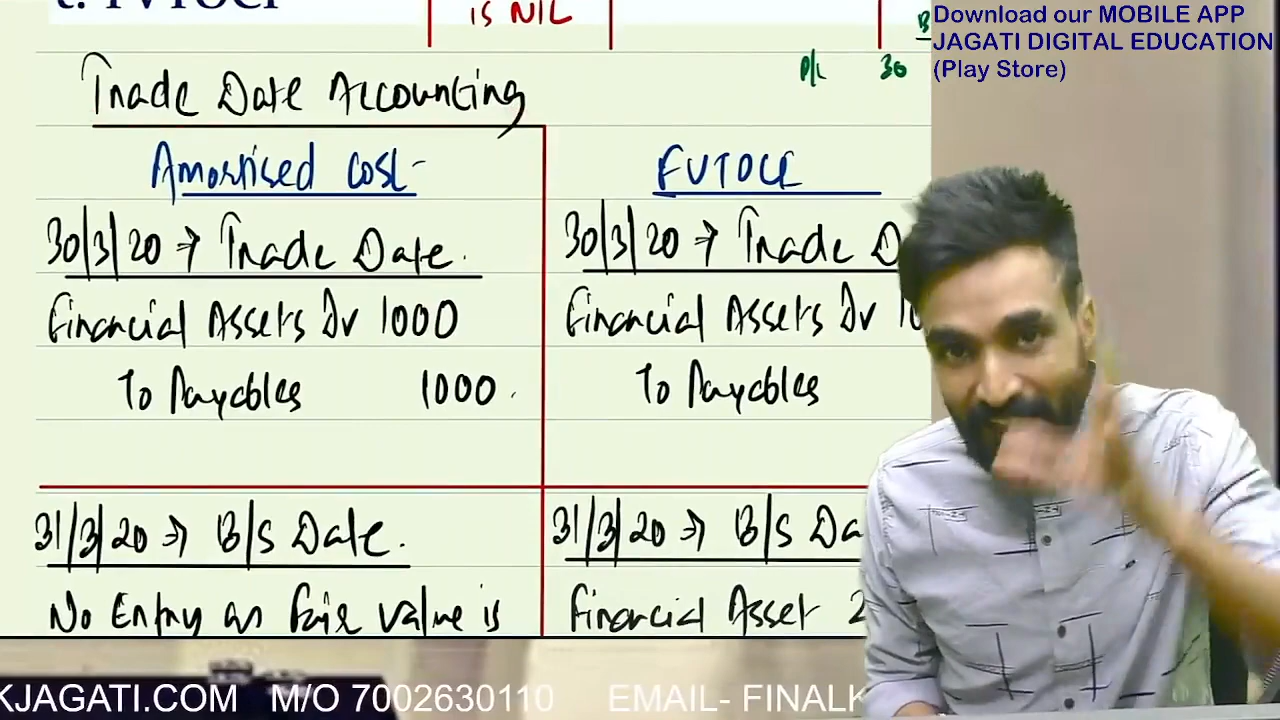 t. FVTOCI
is NIL
P/L 30
Download our MOBILE APP
JAGATI DIGITAL EDUCATION
(Play Store)
Trade Date Accounting
Amortised Cost
30/3/20 ⇒ Trade Date.
Financial Assets Dr 1000
To Payables 1000
31/3/20 ⇒ B/S Date.
No Entry as Fair value is
FVTOCI
30/3/20 ⇒ Trade D
Financial Assets Dr 10
To Payables
31/3/20 ⇒ B/S Da
Financial Asset 2
KJAGATI.COM M/O 7002630110 EMAIL- FINALK